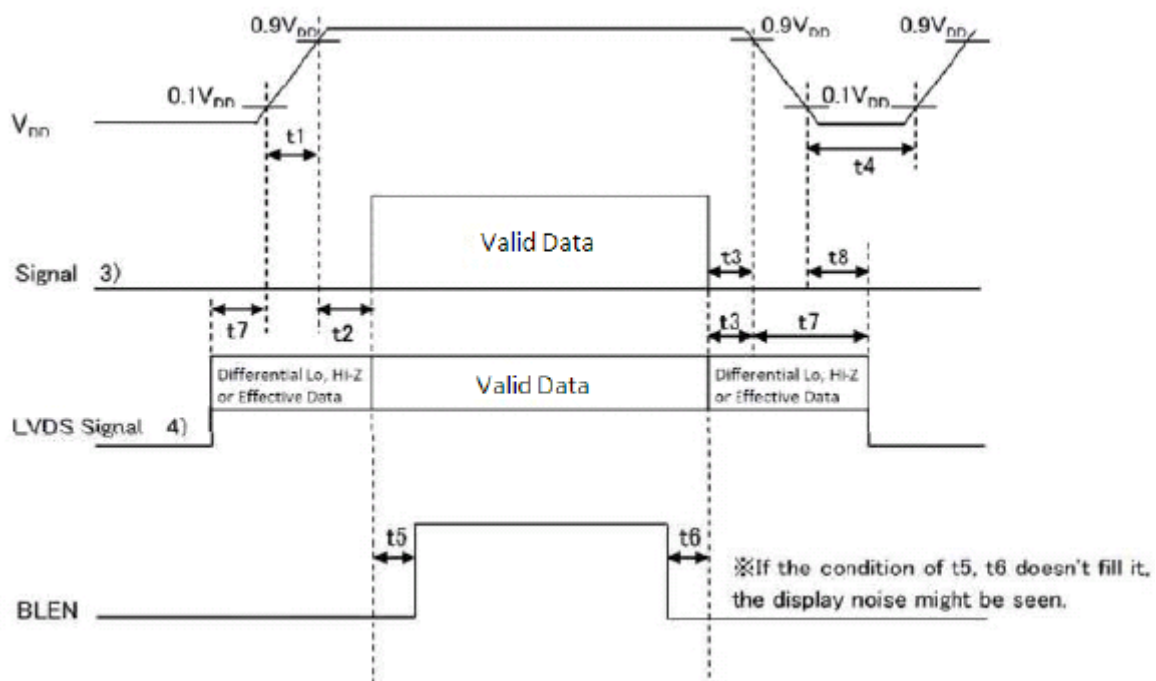 0.9VDD
0.9VDD
0.9VDD
0.1VDD
0.1VDD
VDD
t1
t4
Valid Data
Signal 3)
t3
t8
t7
t2
t3
t7
Differential Lo, Hi-Z
or Effective Data
Valid Data
Differential Lo, Hi-Z
or Effective Data
LVDS Signal 4)
t5
t6
※If the condition of t5, t6 doesn't fill it,
the display noise might be seen.
BLEN